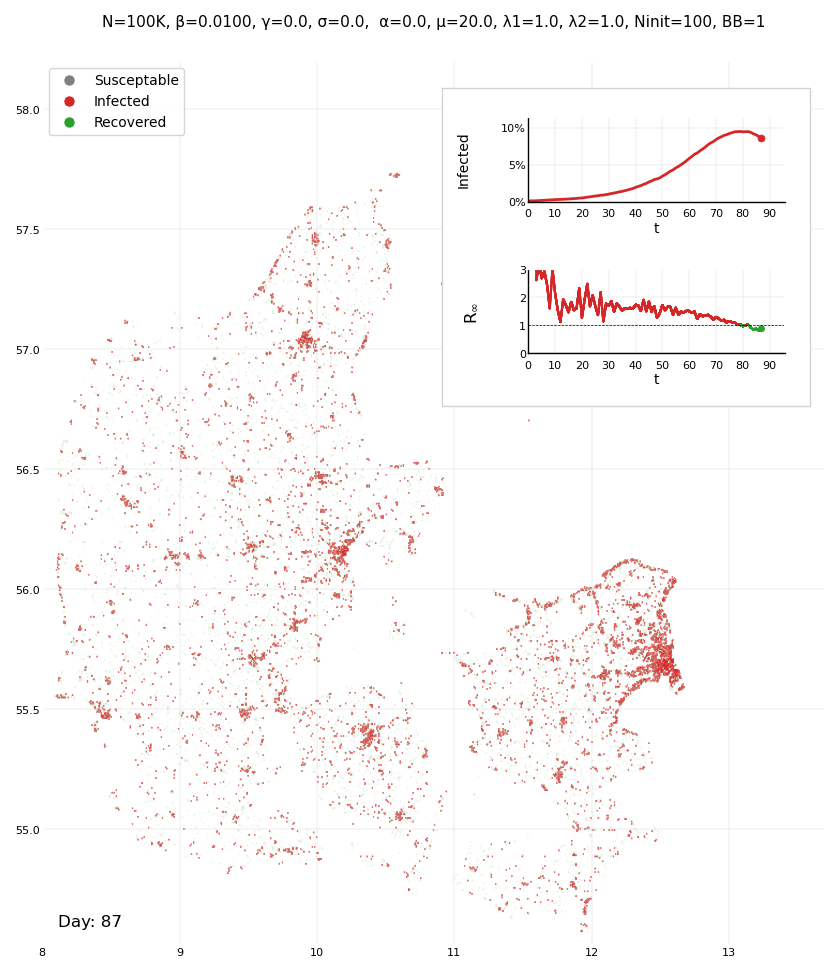 N=100K, β=0.0100, γ=0.0, σ=0.0,  α=0.0, μ=20.0, λ1=1.0, λ2=1.0, Ninit=100, BB=1
Susceptable
Infected
Recovered
Infected
10%
5%
0%
0 10 20 30 40 50 60 70 80 90
t
R∞
3
2
1
0
0 10 20 30 40 50 60 70 80 90
t
58.0
57.5
57.0
56.5
56.0
55.5
55.0
Day: 87
8 9 10 11 12 13